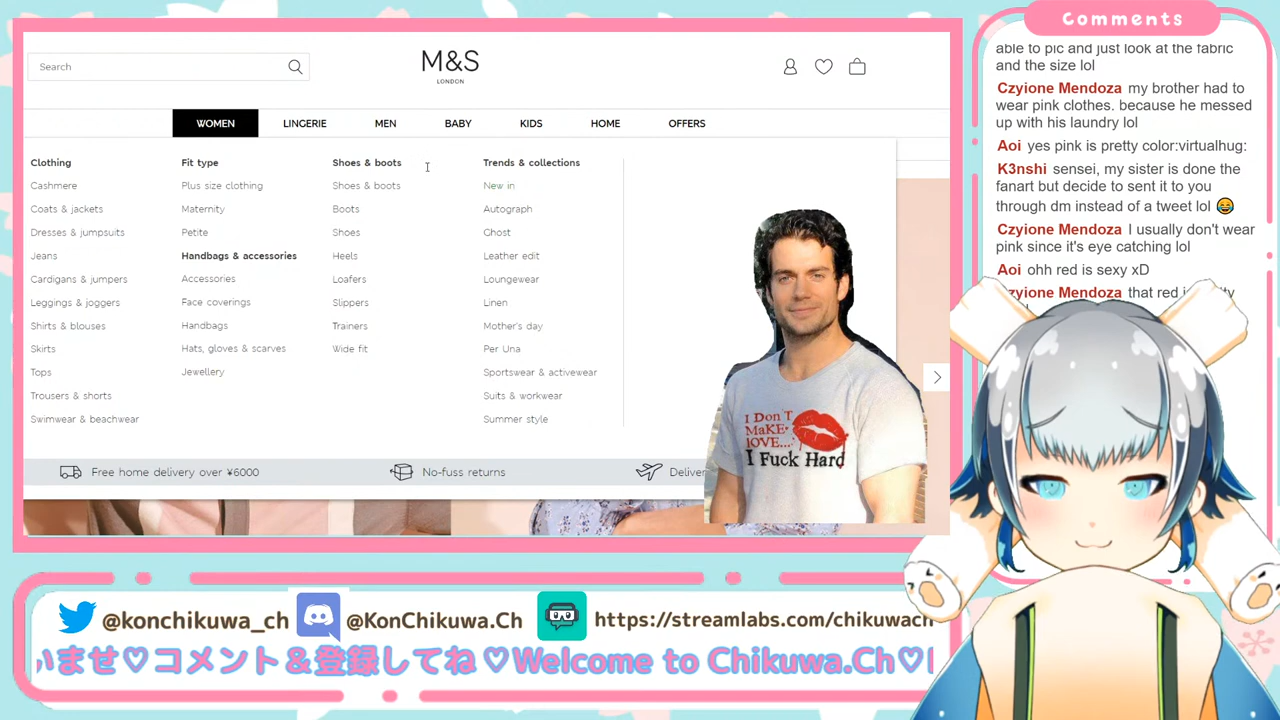 Search
M&S
LONDON
WOMEN
LINGERIE
MEN
BABY
KIDS
HOME
OFFERS
Clothing
Cashmere
Coats & jackets
Dresses & jumpsuits
Jeans
Cardigans & jumpers
Leggings & joggers
Shirts & blouses
Skirts
Tops
Trousers & shorts
Swimwear & beachwear
Fit type
Plus size clothing
Maternity
Petite
Handbags & accessories
Accessories
Face coverings
Handbags
Hats, gloves & scarves
Jewellery
Shoes & boots
Shoes & boots
Boots
Shoes
Heels
Loafers
Slippers
Trainers
Wide fit
Trends & collections
New in
Autograph
Ghost
Leather edit
Loungewear
Linen
Mother's day
Per Una
Sportswear & activewear
Suits & workwear
Summer style
Free home delivery over ¥6000
No-fuss returns
Deliver
I DON'T
MaKE
LOVE...
I Fuck Hard
Comments
able to pic and just look at the fabric
and the size lol
Czyione Mendoza my brother had to
wear pink clothes. because he messed
up with his laundry lol
Aoi yes pink is pretty color:virtualhug:
K3nshi sensei, my sister is done the
fanart but decide to sent it to you
through dm instead of a tweet lol 😅
Czyione Mendoza I usually don't wear
pink since it's eye catching lol
Aoi ohh red is sexy xD
zyione Mendoza that red i
@konchikuwa_ch
@KonChikuwa.Ch
https://streamlabs.com/chikuwach
いませ♡コメント＆登録してね♡Welcome to Chikuwa.Ch♡